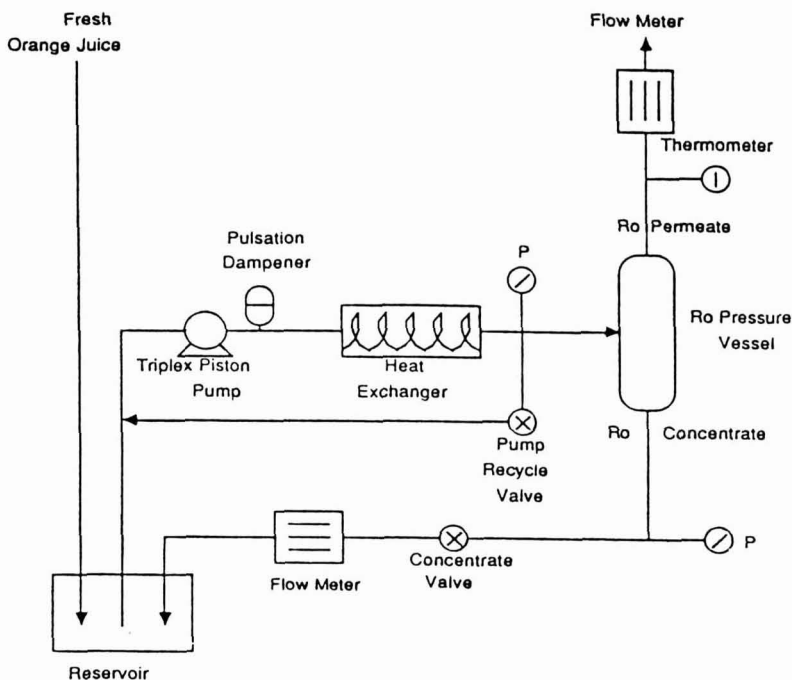 Fresh
Orange Juice
Flow Meter
Thermometer
Ro Permeate
Pulsation
Dampener
P
Ro Pressure
Vessel
Triplex Piston
Pump
Heat
Exchanger
Ro Concentrate
Pump
Recycle
Valve
P
Concentrate
Valve
Flow Meter
Reservoir